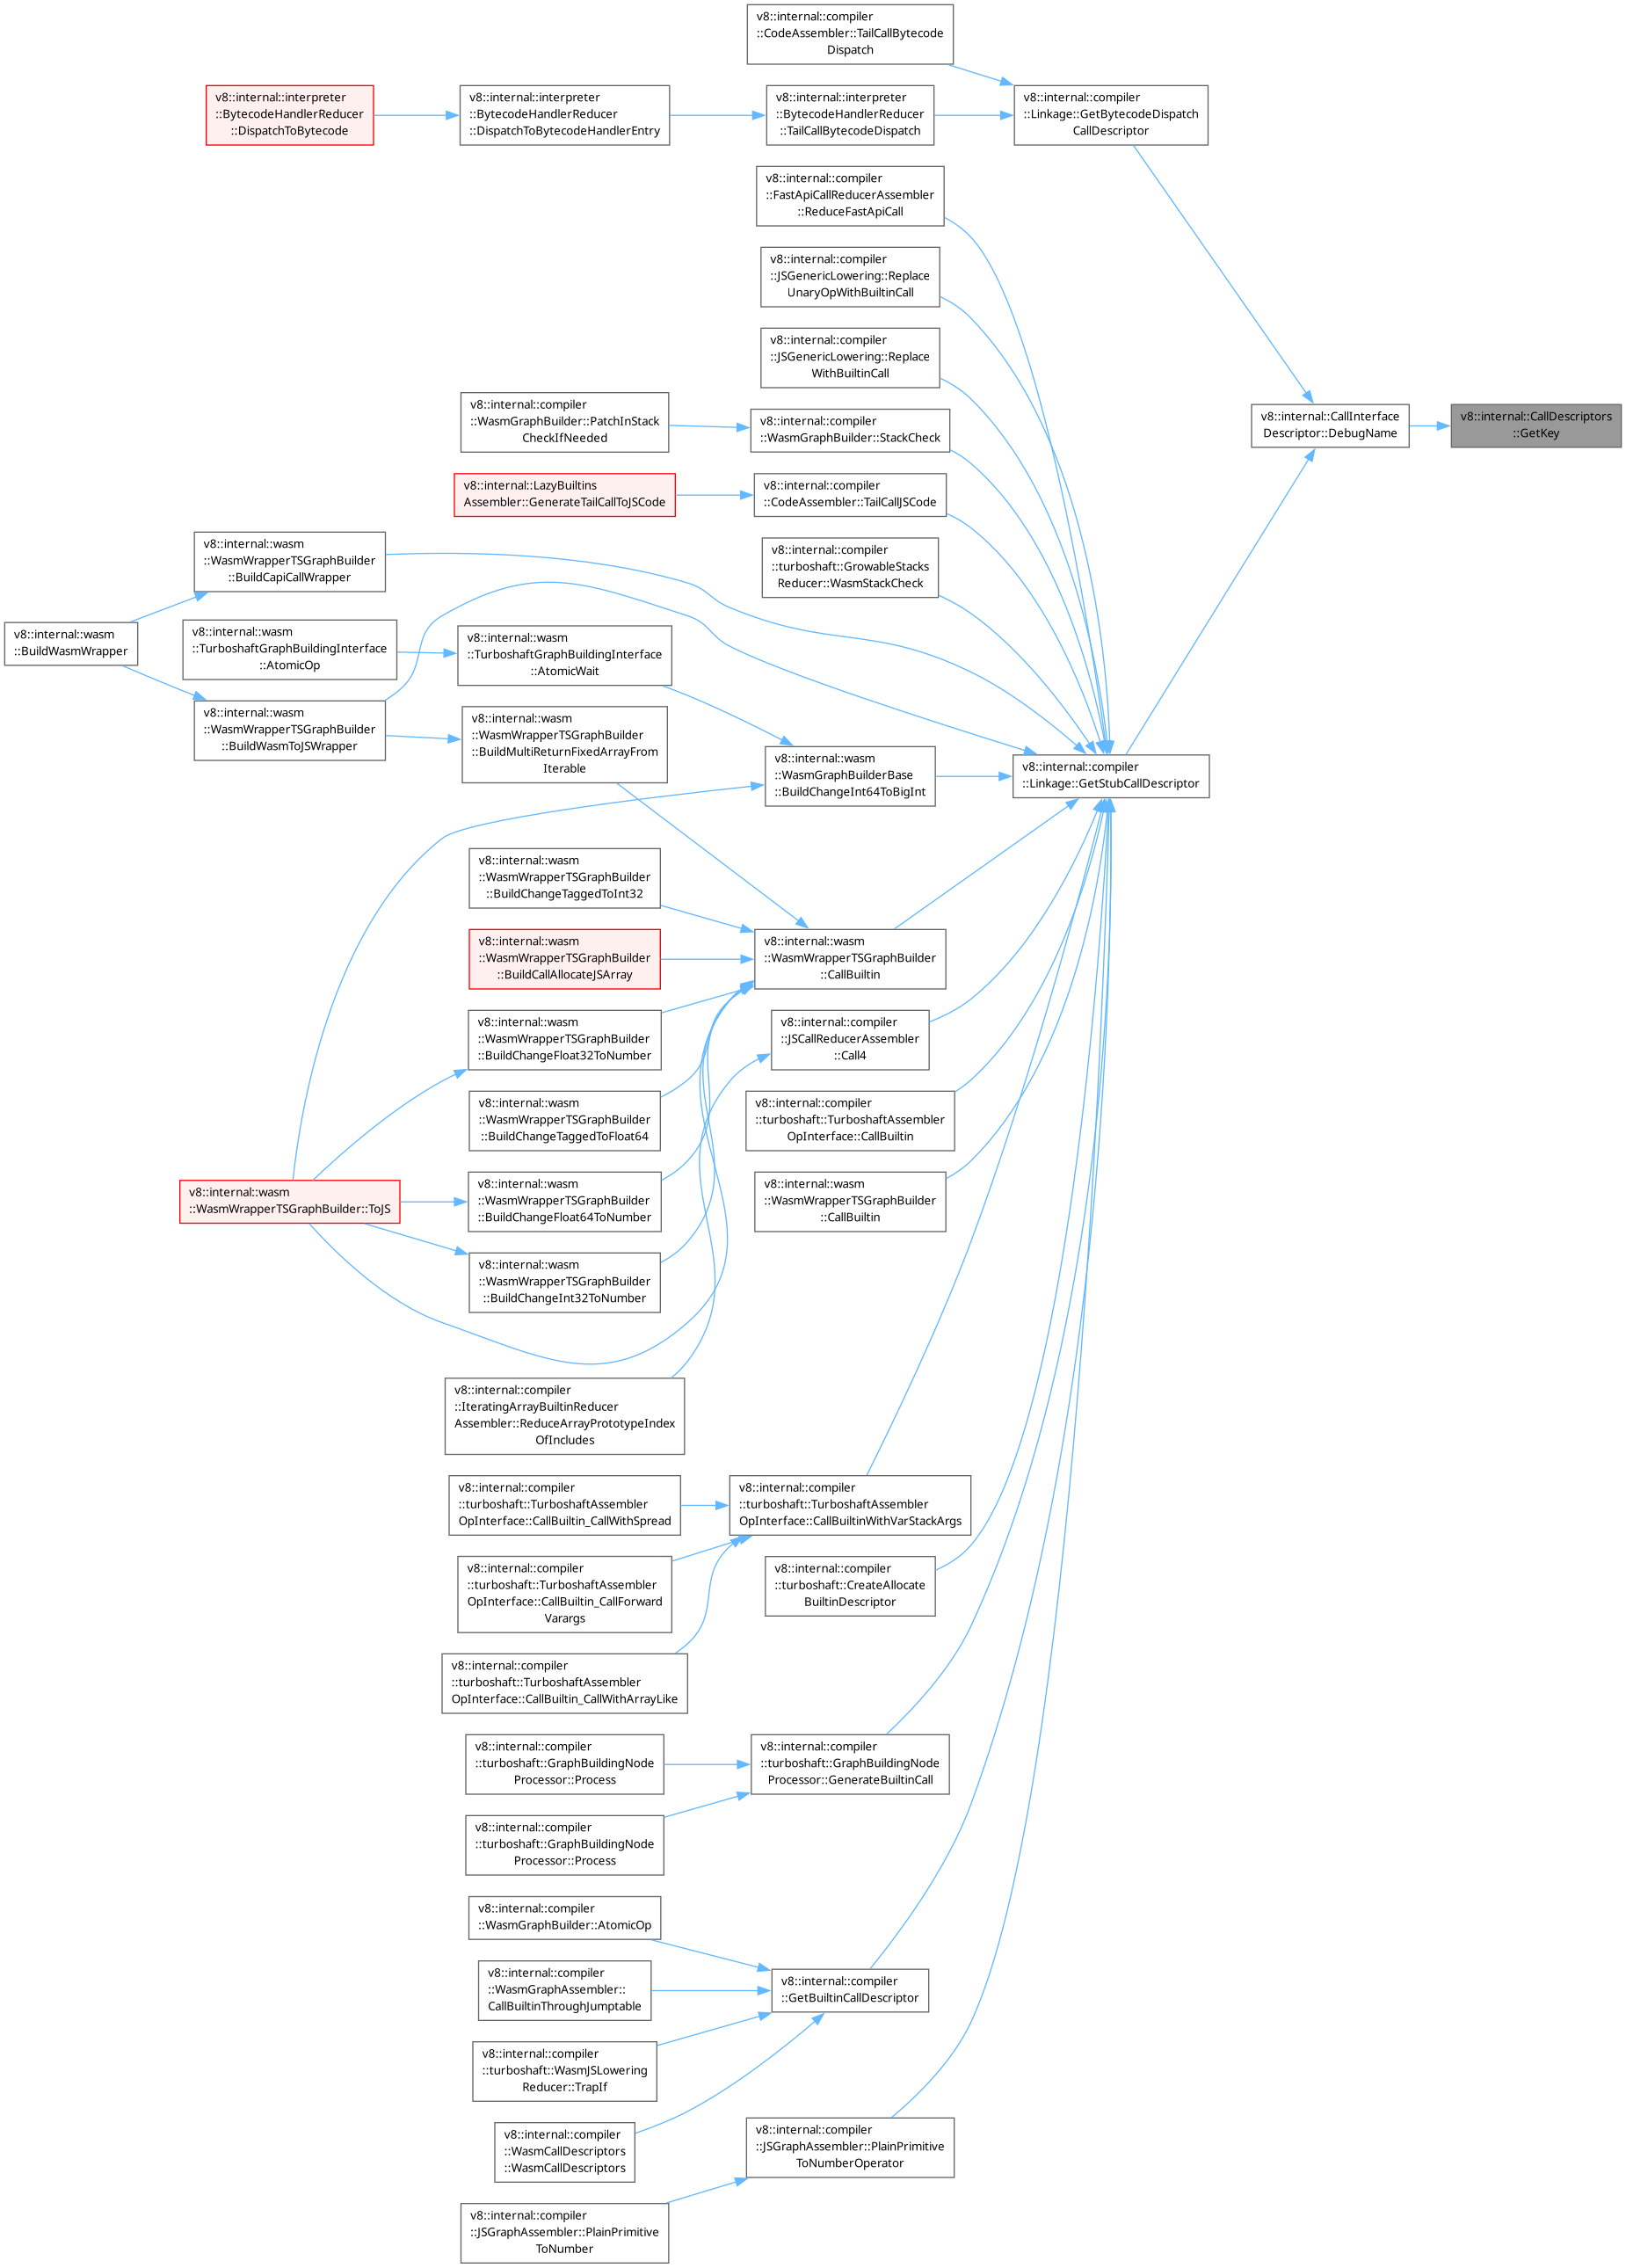 v8::internal::compiler
::CodeAssembler::TailCallBytecode
Dispatch
v8::internal::interpreter
::BytecodeHandlerReducer
::DispatchToBytecode
v8::internal::interpreter
::BytecodeHandlerReducer
::DispatchToBytecodeHandlerEntry
v8::internal::interpreter
::BytecodeHandlerReducer
::TailCallBytecodeDispatch
v8::internal::compiler
::Linkage::GetBytecodeDispatch
CallDescriptor
v8::internal::compiler
::FastApiCallReducerAssembler
::ReduceFastApiCall
v8::internal::compiler
::JSGenericLowering::Replace
UnaryOpWithBuiltinCall
v8::internal::compiler
::JSGenericLowering::Replace
WithBuiltinCall
v8::internal::compiler
::WasmGraphBuilder::PatchInStack
CheckIfNeeded
v8::internal::compiler
::WasmGraphBuilder::StackCheck
v8::internal::CallInterface
Descriptor::DebugName
v8::internal::CallDescriptors
::GetKey
v8::internal::LazyBuiltins
Assembler::GenerateTailCallToJSCode
v8::internal::compiler
::CodeAssembler::TailCallJSCode
v8::internal::wasm
::WasmWrapperTSGraphBuilder
::BuildCapiCallWrapper
v8::internal::compiler
::turboshaft::GrowableStacks
Reducer::WasmStackCheck
v8::internal::wasm
::BuildWasmWrapper
v8::internal::wasm
::TurboshaftGraphBuildingInterface
::AtomicOp
v8::internal::wasm
::TurboshaftGraphBuildingInterface
::AtomicWait
v8::internal::wasm
::WasmWrapperTSGraphBuilder
::BuildWasmToJSWrapper
v8::internal::wasm
::WasmWrapperTSGraphBuilder
::BuildMultiReturnFixedArrayFrom
Iterable
v8::internal::wasm
::WasmGraphBuilderBase
::BuildChangeInt64ToBigInt
v8::internal::compiler
::Linkage::GetStubCallDescriptor
v8::internal::wasm
::WasmWrapperTSGraphBuilder
::BuildChangeTaggedToInt32
v8::internal::wasm
::WasmWrapperTSGraphBuilder
::BuildCallAllocateJSArray
v8::internal::wasm
::WasmWrapperTSGraphBuilder
::CallBuiltin
v8::internal::wasm
::WasmWrapperTSGraphBuilder
::BuildChangeFloat32ToNumber
v8::internal::compiler
::JSCallReducerAssembler
::Call4
v8::internal::wasm
::WasmWrapperTSGraphBuilder
::BuildChangeTaggedToFloat64
v8::internal::compiler
::turboshaft::TurboshaftAssembler
OpInterface::CallBuiltin
v8::internal::wasm
::WasmWrapperTSGraphBuilder::ToJS
v8::internal::wasm
::WasmWrapperTSGraphBuilder
::BuildChangeFloat64ToNumber
v8::internal::wasm
::WasmWrapperTSGraphBuilder
::CallBuiltin
v8::internal::wasm
::WasmWrapperTSGraphBuilder
::BuildChangeInt32ToNumber
v8::internal::compiler
::IteratingArrayBuiltinReducer
Assembler::ReduceArrayPrototypeIndex
OfIncludes
v8::internal::compiler
::turboshaft::TurboshaftAssembler
OpInterface::CallBuiltin_CallWithSpread
v8::internal::compiler
::turboshaft::TurboshaftAssembler
OpInterface::CallBuiltinWithVarStackArgs
v8::internal::compiler
::turboshaft::TurboshaftAssembler
OpInterface::CallBuiltin_CallForward
Varargs
v8::internal::compiler
::turboshaft::CreateAllocate
BuiltinDescriptor
v8::internal::compiler
::turboshaft::TurboshaftAssembler
OpInterface::CallBuiltin_CallWithArrayLike
v8::internal::compiler
::turboshaft::GraphBuildingNode
Processor::Process
v8::internal::compiler
::turboshaft::GraphBuildingNode
Processor::GenerateBuiltinCall
v8::internal::compiler
::turboshaft::GraphBuildingNode
Processor::Process
v8::internal::compiler
::WasmGraphBuilder::AtomicOp
v8::internal::compiler
::WasmGraphAssembler::
CallBuiltinThroughJumptable
v8::internal::compiler
::GetBuiltinCallDescriptor
v8::internal::compiler
::turboshaft::WasmJSLowering
Reducer::TrapIf
v8::internal::compiler
::WasmCallDescriptors
::WasmCallDescriptors
v8::internal::compiler
::JSGraphAssembler::PlainPrimitive
ToNumberOperator
v8::internal::compiler
::JSGraphAssembler::PlainPrimitive
ToNumber